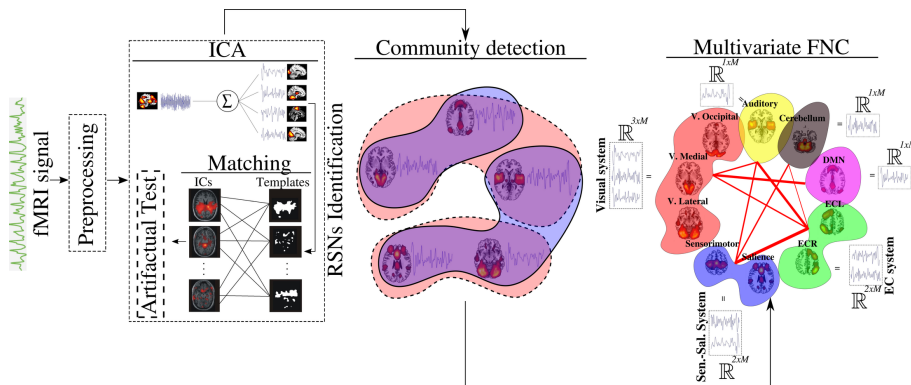 fMRI signal
Preprocessing
ICA
Σ
Matching
ICs
Templates
Artifactual Test
RSNs Identification
Community detection
Multivariate FNC
Visual system
ℝ 3xM
=
V. Occipital
V. Medial
V. Lateral
ℝ 1xM
=
Auditory
Cerebellum
=
ℝ 1xM
DMN
=
ℝ
ECL
ECR
=
ℝ 2xM
EC system
Sensorimotor
Salience
=
Sen.-Sal. System
ℝ 2xM